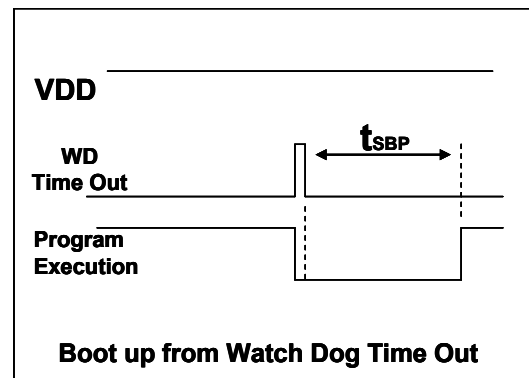 VDD
tSBP
WD
Time Out
Program
Execution
Boot up from Watch Dog Time Out